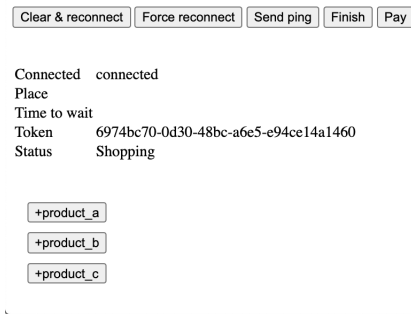 Clear & reconnect Force reconnect Send ping Finish Pay
Connected connected
Place
Time to wait
Token 6974bc70-0d30-48bc-a6e5-e94ce14a1460
Status Shopping
+product_a
+product_b
+product_c